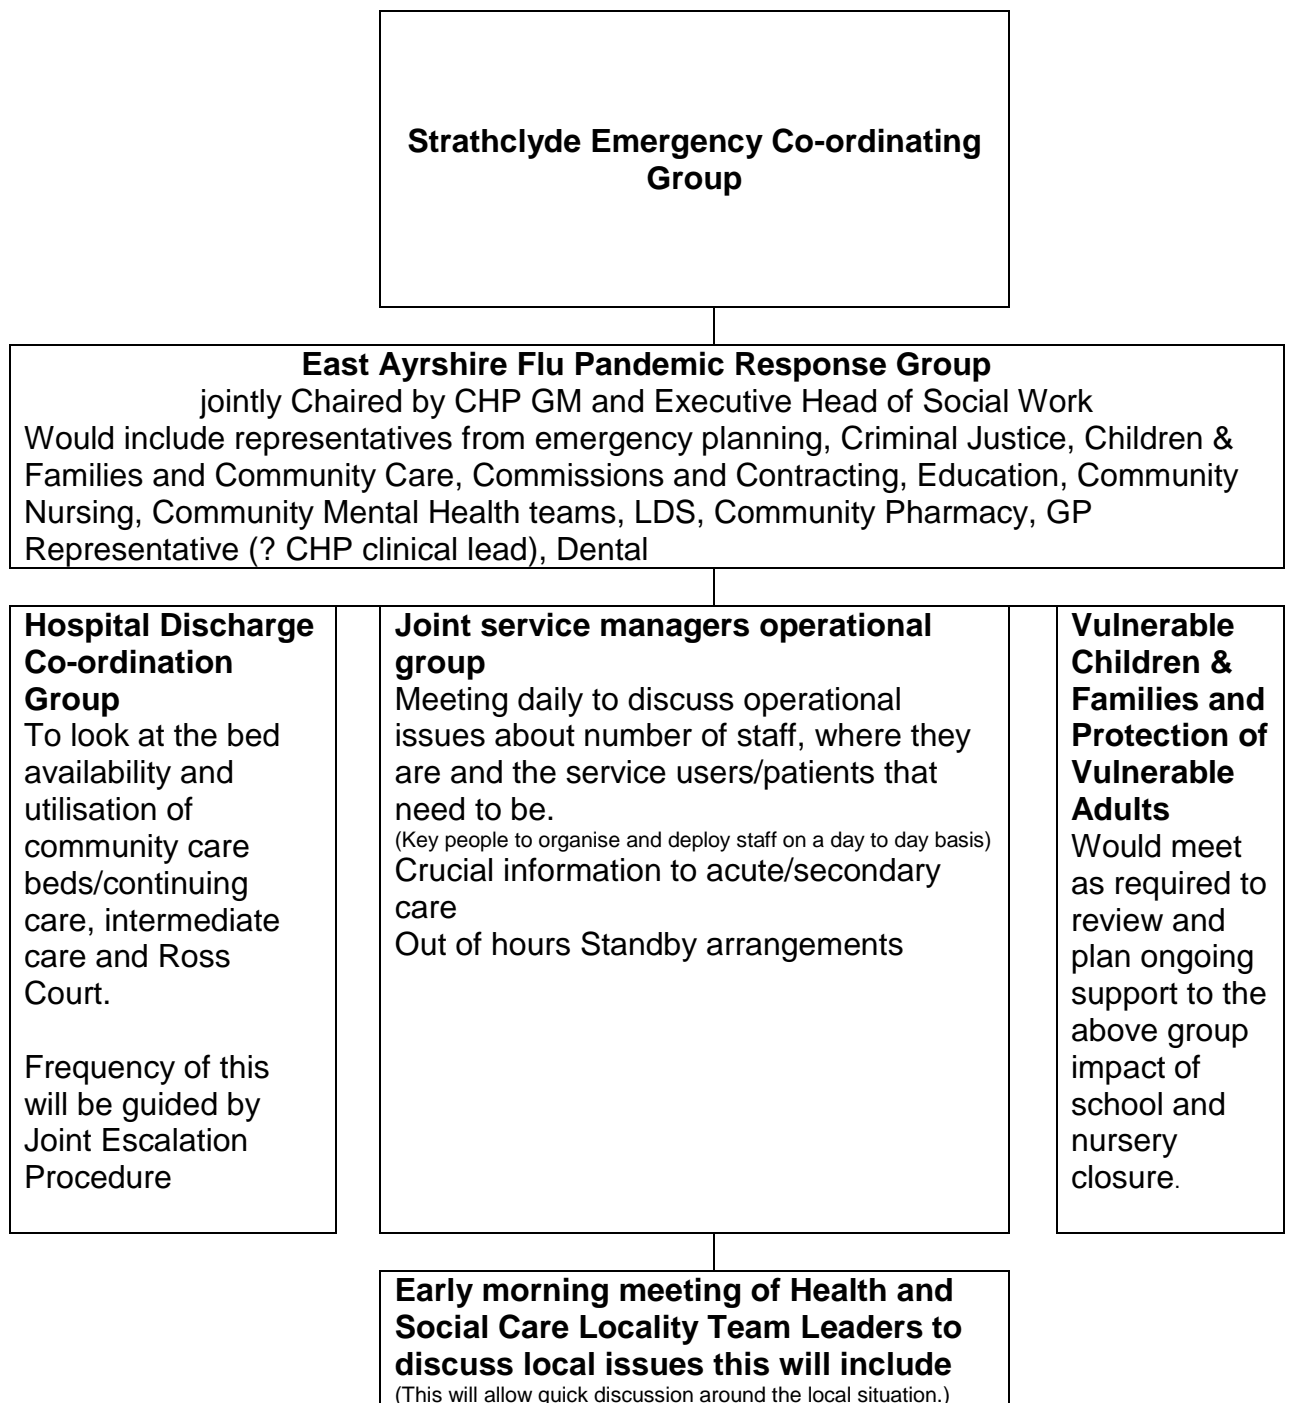 Strathclyde Emergency Co-ordinating
Group
East Ayrshire Flu Pandemic Response Group
jointly Chaired by CHP GM and Executive Head of Social Work
Would include representatives from emergency planning, Criminal Justice, Children &
Families and Community Care, Commissions and Contracting, Education, Community
Nursing, Community Mental Health teams, LDS, Community Pharmacy, GP
Representative (? CHP clinical lead), Dental
Hospital Discharge
Co-ordination
Group
To look at the bed
availability and
utilisation of
community care
beds/continuing
care, intermediate
care and Ross
Court.
Frequency of this
will be guided by
Joint Escalation
Procedure
Joint service managers operational
group
Meeting daily to discuss operational
issues about number of staff, where they
are and the service users/patients that
need to be.
(Key people to organise and deploy staff on a day to day basis)
Crucial information to acute/secondary
care
Out of hours Standby arrangements
Vulnerable
Children &
Families and
Protection of
Vulnerable
Adults
Would meet
as required to
review and
plan ongoing
support to the
above group
impact of
school and
nursery
closure.
Early morning meeting of Health and
Social Care Locality Team Leaders to
discuss local issues this will include
(This will allow quick discussion around the local situation.)